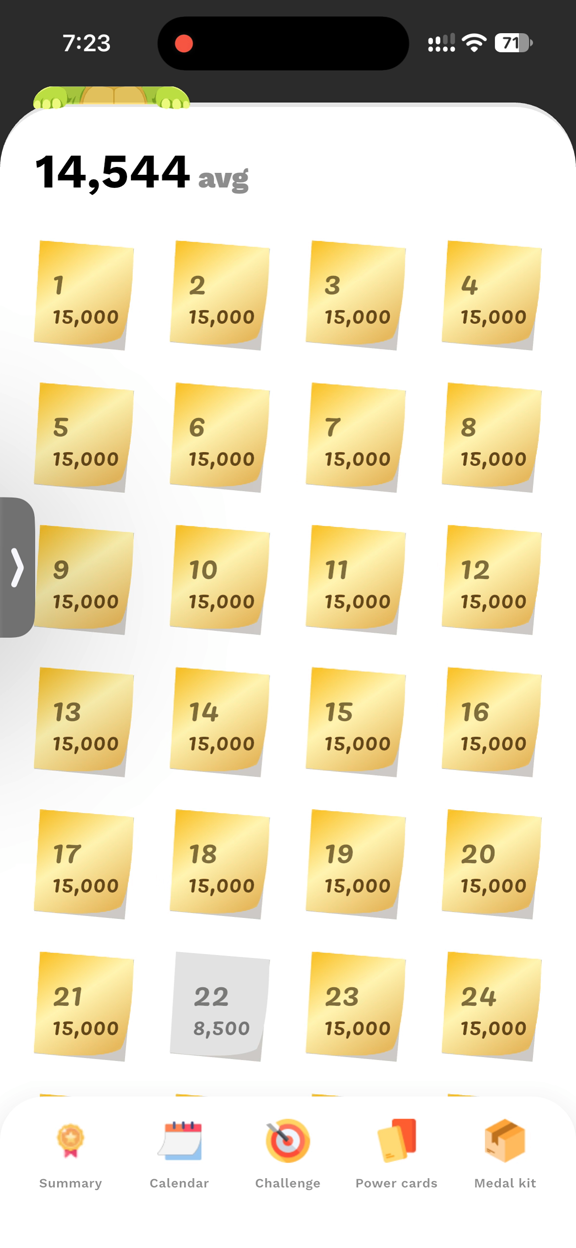 7:23
71
14,544 avg
1 2 3 4
15,000 15,000 15,000 15,000
5 6 7 8
15,000 15,000 15,000 15,000
9 10 11 12
15,000 15,000 15,000 15,000
13 14 15 16
15,000 15,000 15,000 15,000
17 18 19 20
15,000 15,000 15,000 15,000
21 22 23 24
15,000 8,500 15,000 15,000
Summary Calendar Challenge Power cards Medal kit